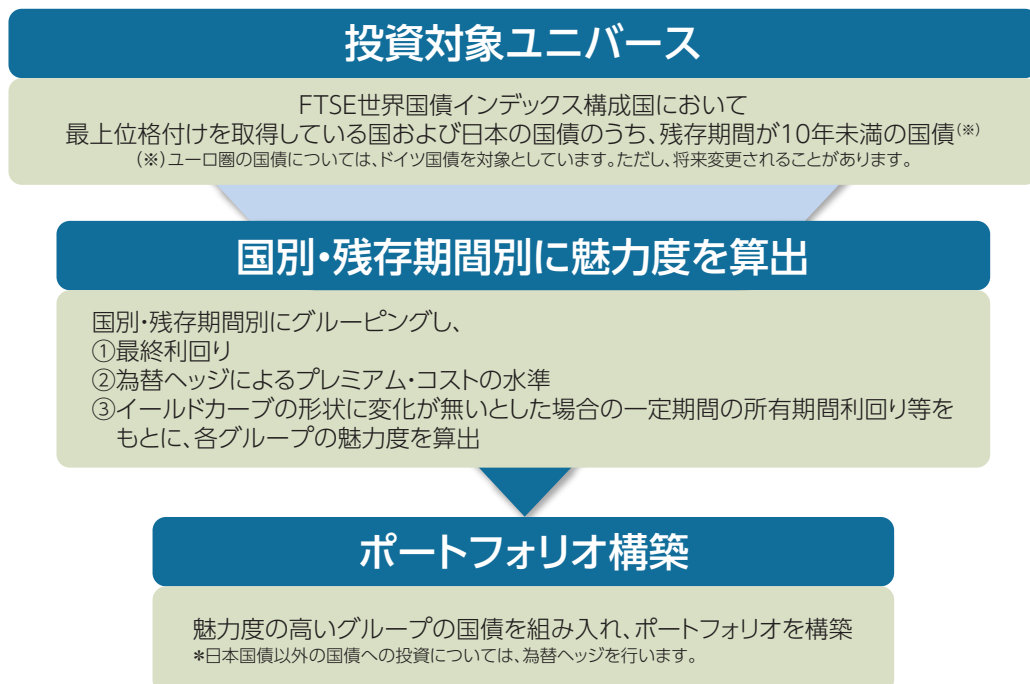 投資対象ユニバース
FTSE世界国債インデックス構成国において
最上位格付けを取得している国および日本の国債のうち、残存期間が10年未満の国債(※)
(※)ユーロ圏の国債については、ドイツ国債を対象としています。ただし、将来変更されることがあります。
国別・残存期間別に魅力度を算出
国別・残存期間別にグルーピングし、
①最終利回り
②為替ヘッジによるプレミアム・コストの水準
③イールドカーブの形状に変化が無いとした場合の一定期間の所有期間利回り等を
もとに、各グループの魅力度を算出
ポートフォリオ構築
魅力度の高いグループの国債を組み入れ、ポートフォリオを構築
*日本国債以外の国債への投資については、為替ヘッジを行います。